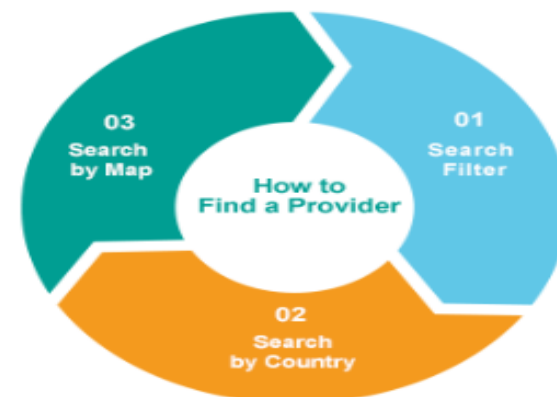 How to
Find a Provider
01
Search
Filter
02
Search
by Country
03
Search
by Map